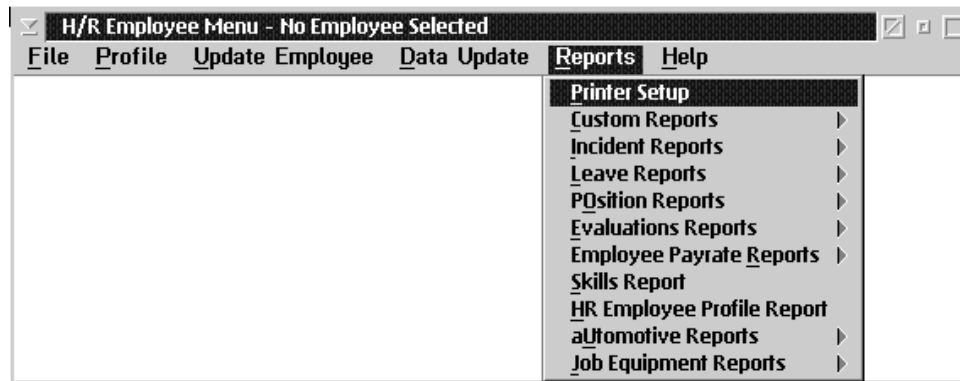 H/R Employee Menu - No Employee Selected
File Profile Update Employee Data Update Reports Help
Printer Setup
Custom Reports
Incident Reports
Leave Reports
POsition Reports
Evaluations Reports
Employee Payrate Reports
Skills Report
HR Employee Profile Report
aUtomotive Reports
Job Equipment Reports